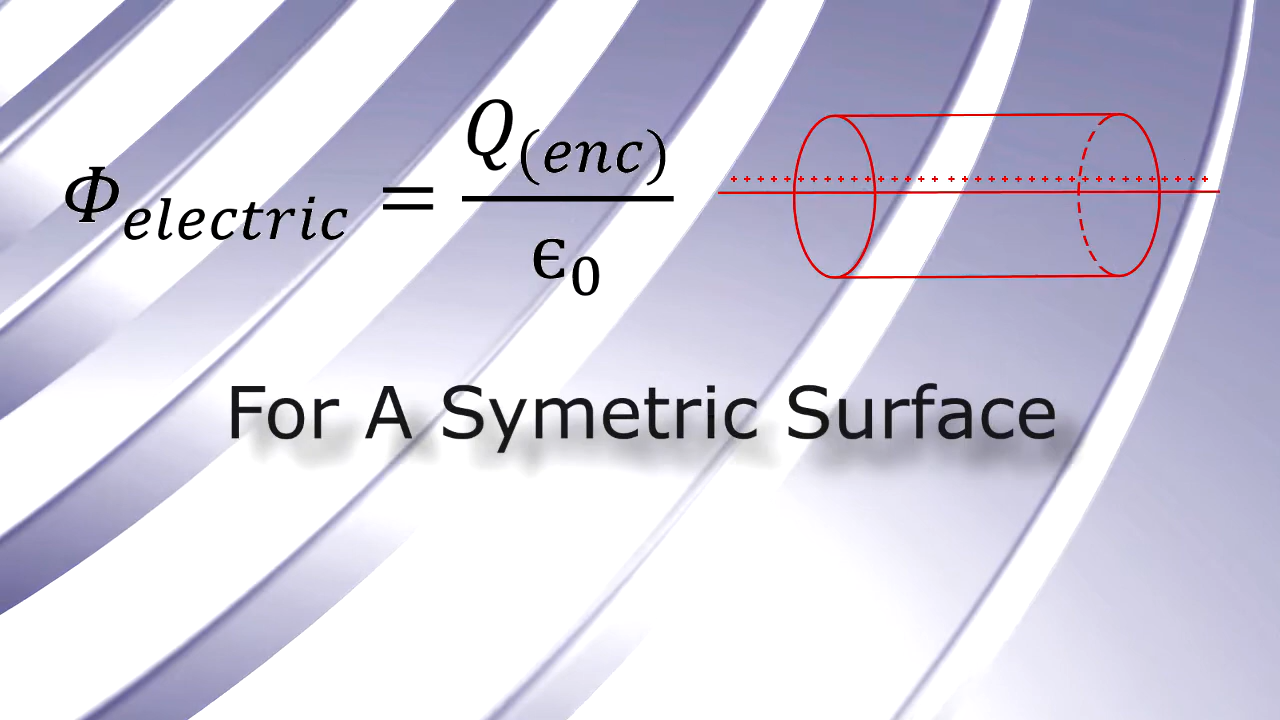 Φ_electric = Q_(enc) / ϵ_0
For A Symetric Surface